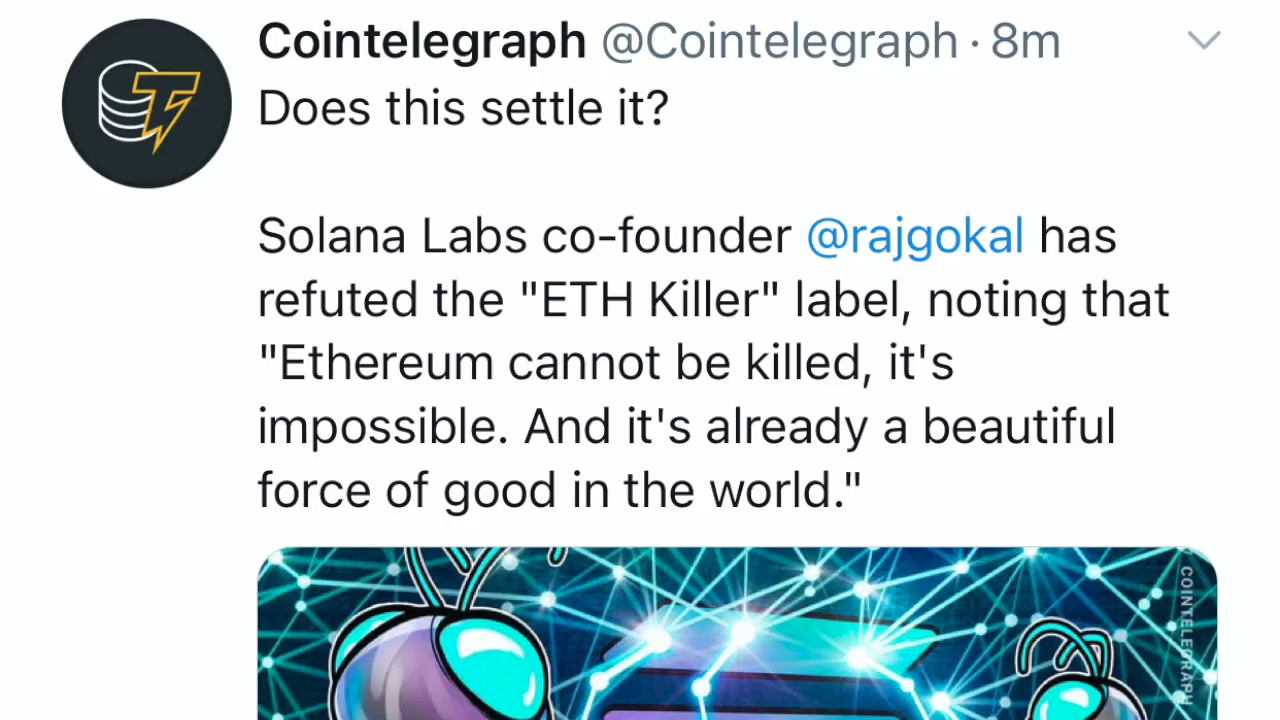 Cointelegraph @Cointelegraph · 8m
Does this settle it?
Solana Labs co-founder @rajgokal has
refuted the "ETH Killer" label, noting that
"Ethereum cannot be killed, it's
impossible. And it's already a beautiful
force of good in the world."
COINTELEGRAPH